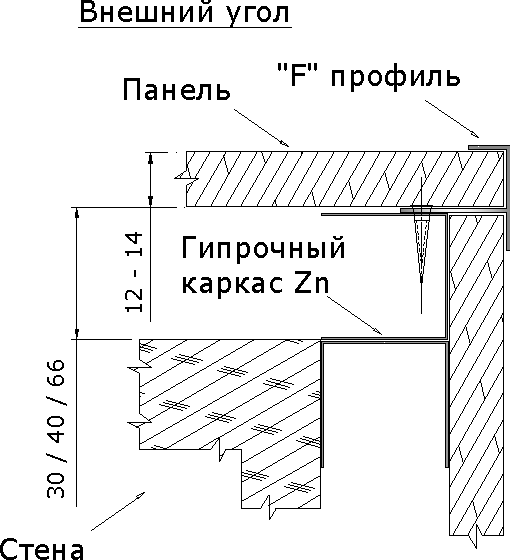 Внешний угол
"F" профиль
Панель
12 - 14
Гипрочный
каркас Zn
30 / 40 / 66
Стена